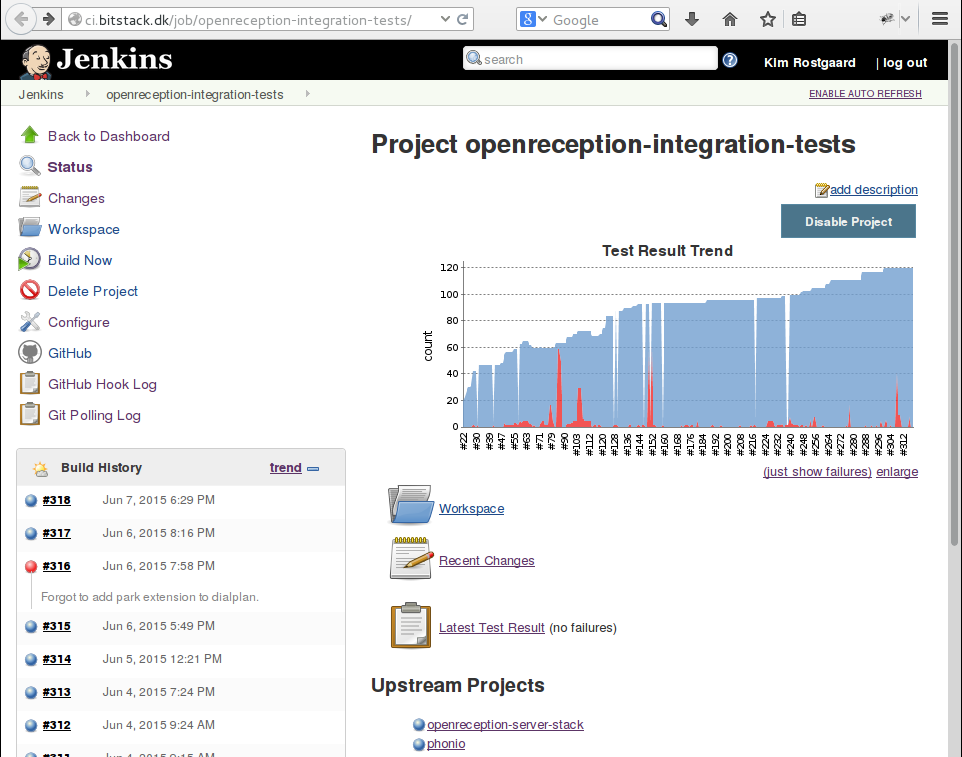 ci.bitstack.dk/job/openreception-integration-tests/
Google
Jenkins
search
Kim Rostgaard
| log out
Jenkins
openreception-integration-tests
ENABLE AUTO REFRESH
Back to Dashboard
Status
Changes
Workspace
Build Now
Delete Project
Configure
GitHub
GitHub Hook Log
Git Polling Log
Build History
trend
#318 Jun 7, 2015 6:29 PM
#317 Jun 6, 2015 8:16 PM
#316 Jun 6, 2015 7:58 PM
Forgot to add park extension to dialplan.
#315 Jun 6, 2015 5:49 PM
#314 Jun 5, 2015 12:21 PM
#313 Jun 4, 2015 7:24 PM
#312 Jun 4, 2015 9:24 AM
#311 Jun 4, 2015 9:15 AM
Project openreception-integration-tests
add description
Disable Project
Test Result Trend
120
100
80
60
40
20
0
count
#22 #30 #39 #47 #55 #63 #71 #79 #90 #103 #112 #120 #128 #136 #144 #152 #160 #168 #176 #184 #192 #200 #208 #216 #224 #232 #240 #248 #256 #264 #272 #280 #288 #296 #304 #312
(just show failures) enlarge
Workspace
Recent Changes
Latest Test Result (no failures)
Upstream Projects
openreception-server-stack
phonio